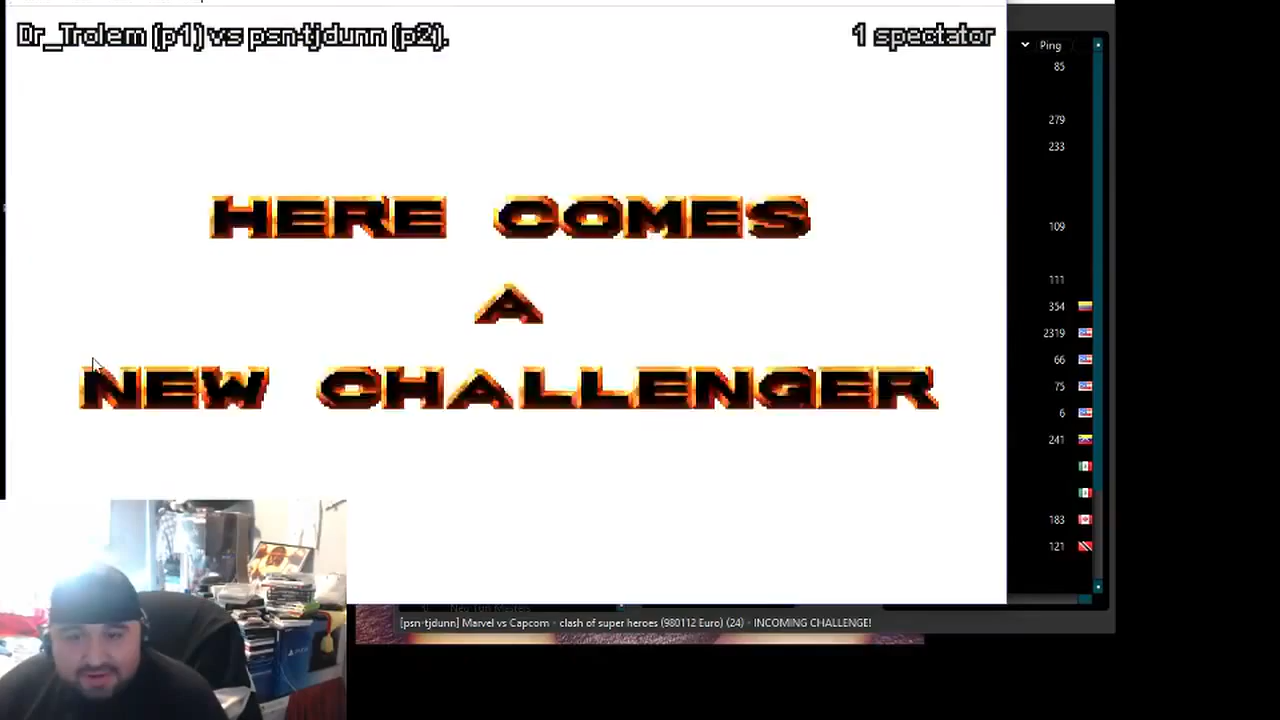 Dr_Trolem (p1) vs psn-tjdunn (p2).
1 spectator
HERE COMES
A
NEW CHALLENGER
Ping
85
279
233
109
111
354
2319
66
75
6
241
183
121
[psn-tjdunn] Marvel vs Capcom - clash of super heroes (980112 Euro) (24) - INCOMING CHALLENGE!